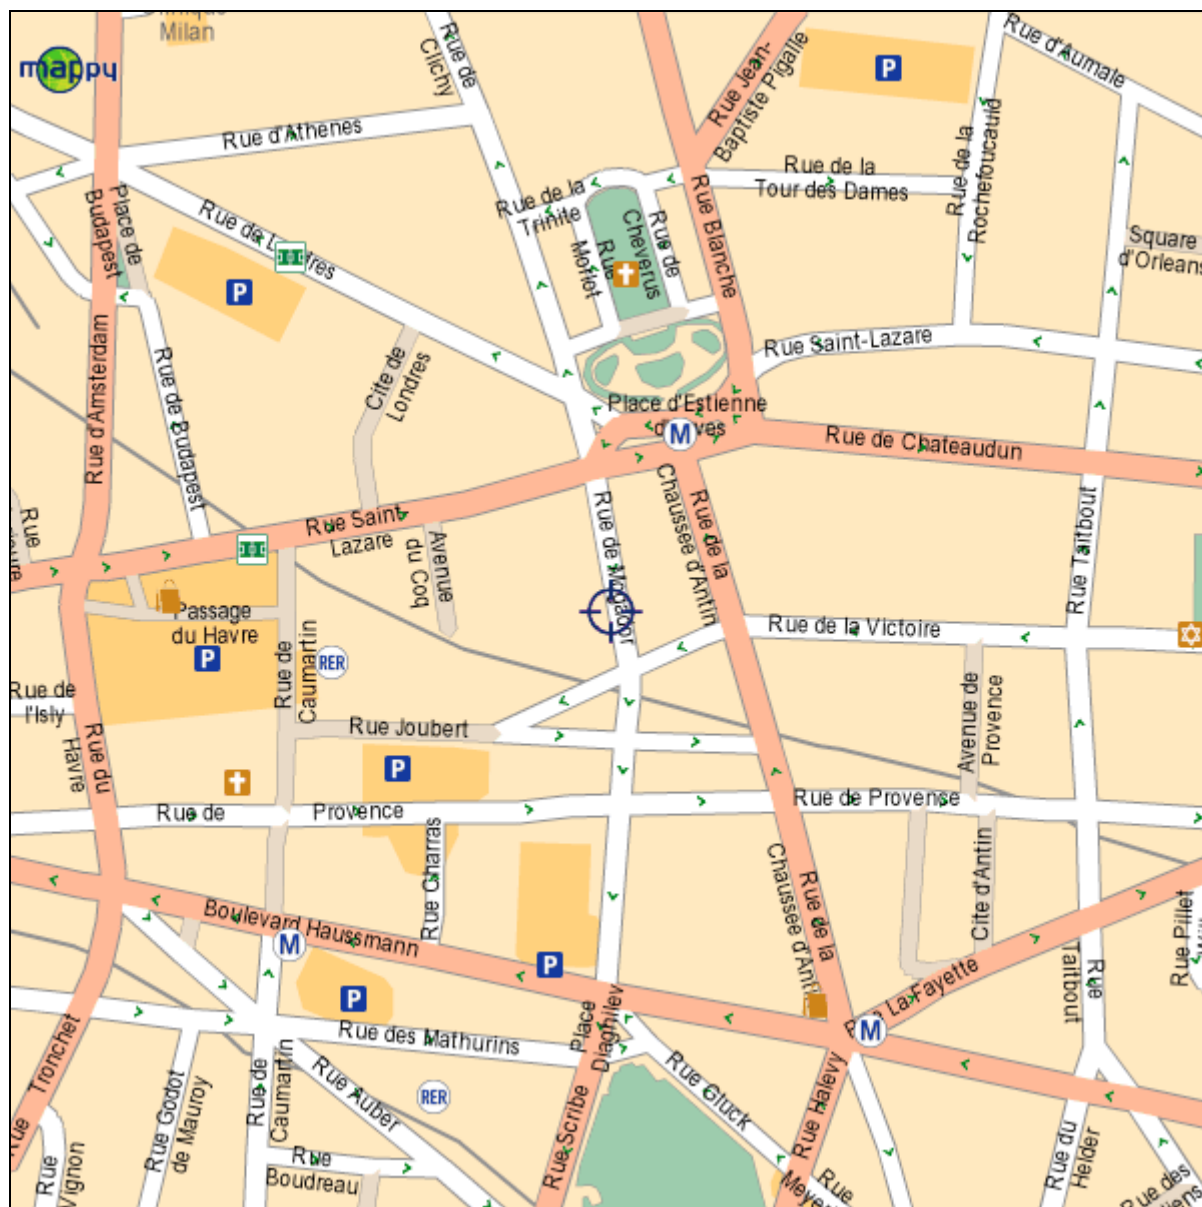 Milan
mappy
Rue de
Clichy
Rue Jean-
Baptiste Pigalle
P
Rue d'Aumale
Rue d'Athenes
Rue de la
Trinite
Rue de la
Tour des Dames
Rue de la
Rochefoucauld
Place de
Budapest
Rue de L
res
P
Rue
Morlot
Rue de
Cheverus
Rue Blanche
Square
d'Orleans
Rue d'Amsterdam
Rue de Budapest
Cite de
Londres
Rue Saint-Lazare
Place d'Estienne
d'
ves
M
Rue de Chateaudun
Rue Saint-
Lazare
Avenue
du Coq
Rue de Mogador
Rue de la
Chaussee d'Antin
Rue Taitbout
Rue
Passage
du Havre
P
Rue de
Caumartin
RER
Rue de la Victoire
Rue de
l'Isly
Rue du
Havre
Rue Joubert
P
Avenue de
Provence
Rue de
Provence
Rue de Provense
Rue Charras
Rue de la
Chaussee d'Antin
Cite d'Antin
Boulevard Haussmann
M
P
P
Rue La Fayette
M
Rue
Taitbout
Rue Pillet
Rue Tronchet
Rue des Mathurins
Place
Diaghilev
Rue Godot
de Mauroy
Rue de
Caumartin
Rue Auber
RER
Rue Scribe
Rue Gluck
Rue Halevy
Rue du
Helder
Rue
Vignon
Rue
Boudreau
Rue
Meyer
Rue des